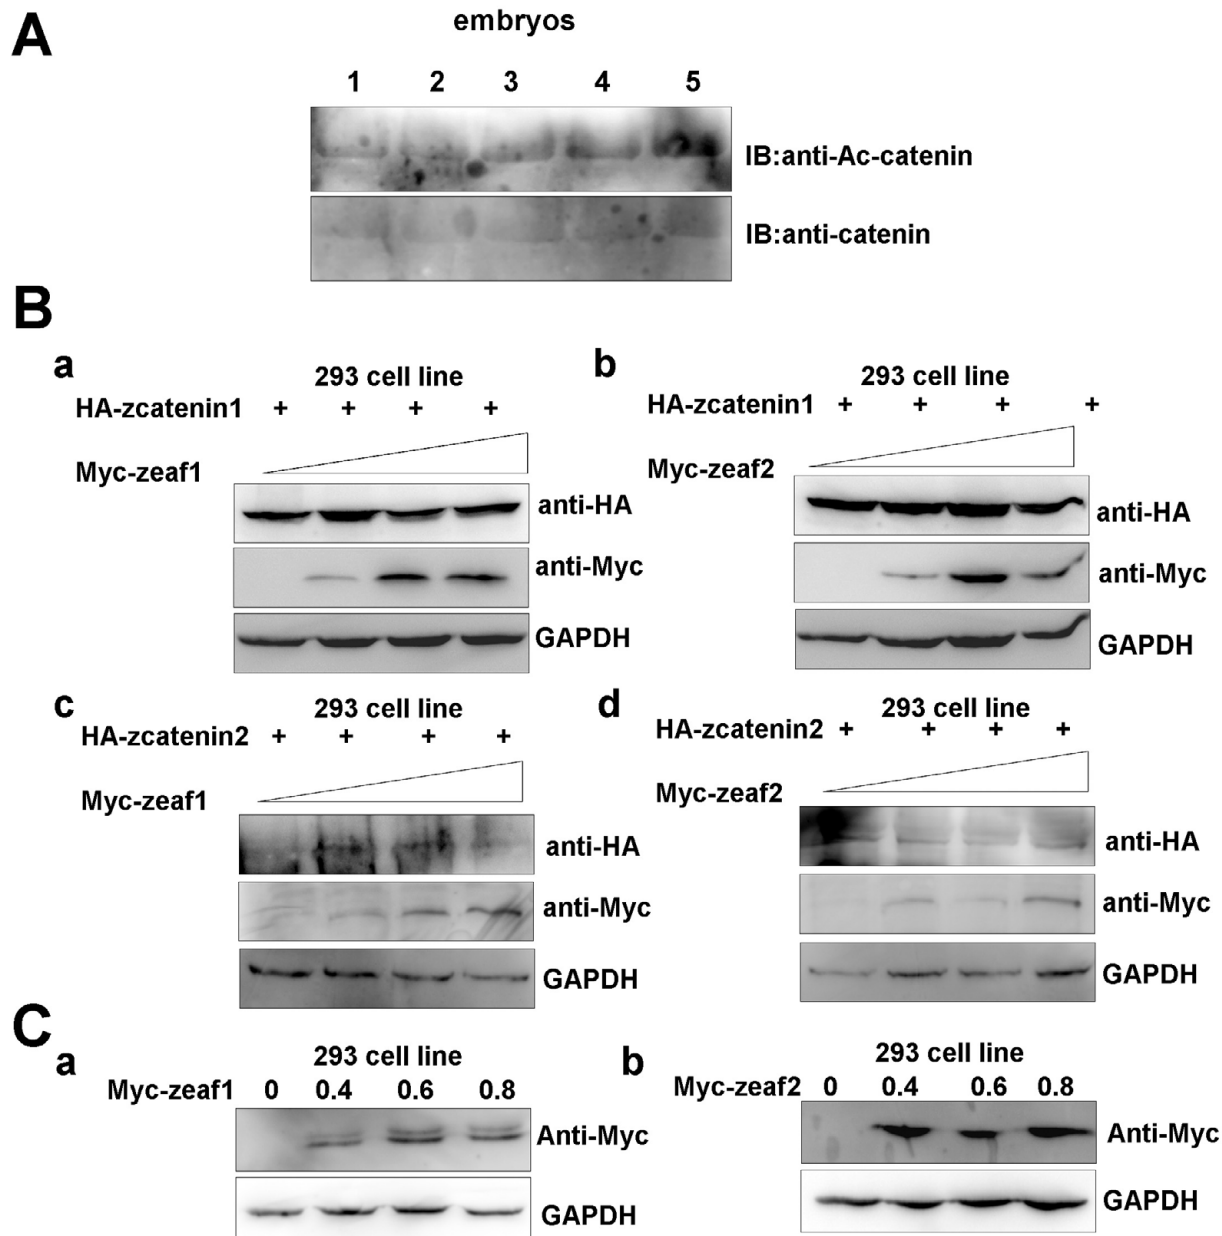 A
embryos
1 2 3 4 5
IB:anti-Ac-catenin
IB:anti-catenin
B
a
293 cell line
HA-zcatenin1 + + + +
Myc-zeaf1
anti-HA
anti-Myc
GAPDH
b
293 cell line
HA-zcatenin1 + + + +
Myc-zeaf2
anti-HA
anti-Myc
GAPDH
c
293 cell line
HA-zcatenin2 + + + +
Myc-zeaf1
anti-HA
anti-Myc
GAPDH
d
293 cell line
HA-zcatenin2 + + + +
Myc-zeaf2
anti-HA
anti-Myc
GAPDH
C
a
293 cell line
Myc-zeaf1 0 0.4 0.6 0.8
Anti-Myc
GAPDH
b
293 cell line
Myc-zeaf2 0 0.4 0.6 0.8
Anti-Myc
GAPDH